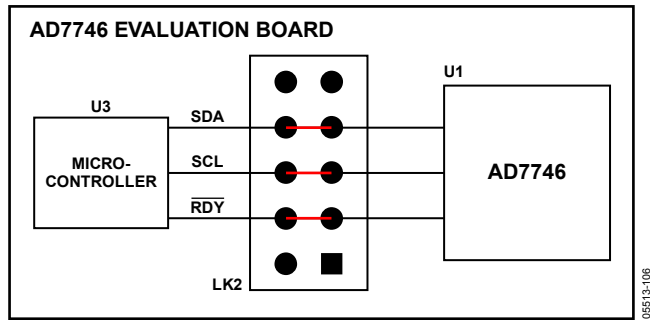 AD7746 EVALUATION BOARD
U1
U3
SDA
MICRO-
CONTROLLER
SCL
AD7746
RDY
LK2
05513-106